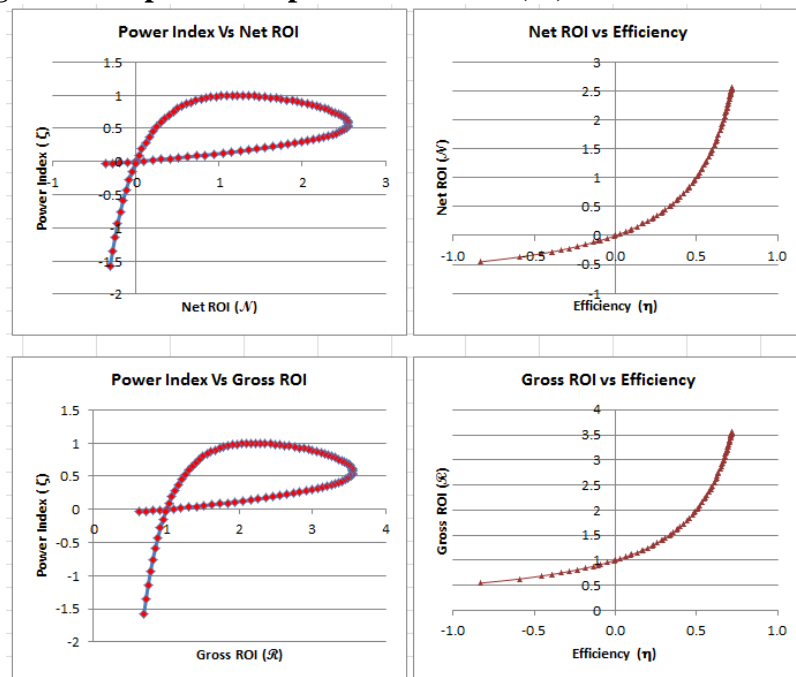 Power Index Vs Net ROI
1.5
1
0.5
0
-1 0 1 2 3
-0.5
-1
-1.5
-2
Power Index (ζ)
Net ROI (𝒩)
Net ROI vs Efficiency
3
2.5
2
1.5
1
0.5
0
-1.0 -0.5 0.0 0.5 1.0
-0.5
-1
Net ROI (𝒩)
Efficiency (η)
Power Index Vs Gross ROI
1.5
1
0.5
0
0 1 2 3 4
-0.5
-1
-1.5
-2
Power Index (ζ)
Gross ROI (ℛ)
Gross ROI vs Efficiency
4
3.5
3
2.5
2
1.5
1
0.5
0
-1.0 -0.5 0.0 0.5 1.0
Gross ROI (ℛ)
Efficiency (η)